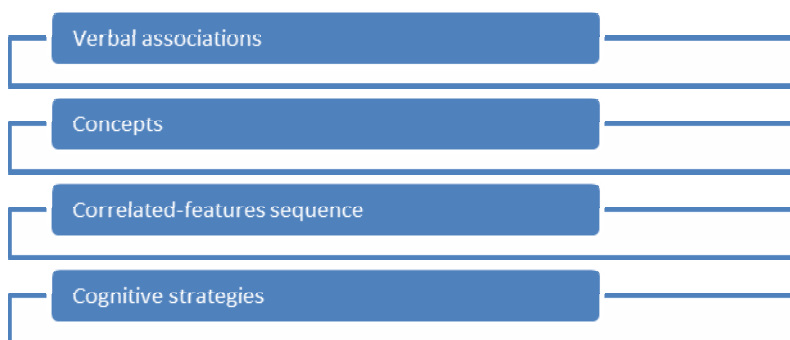 Verbal associations
Concepts
Correlated-features sequence
Cognitive strategies